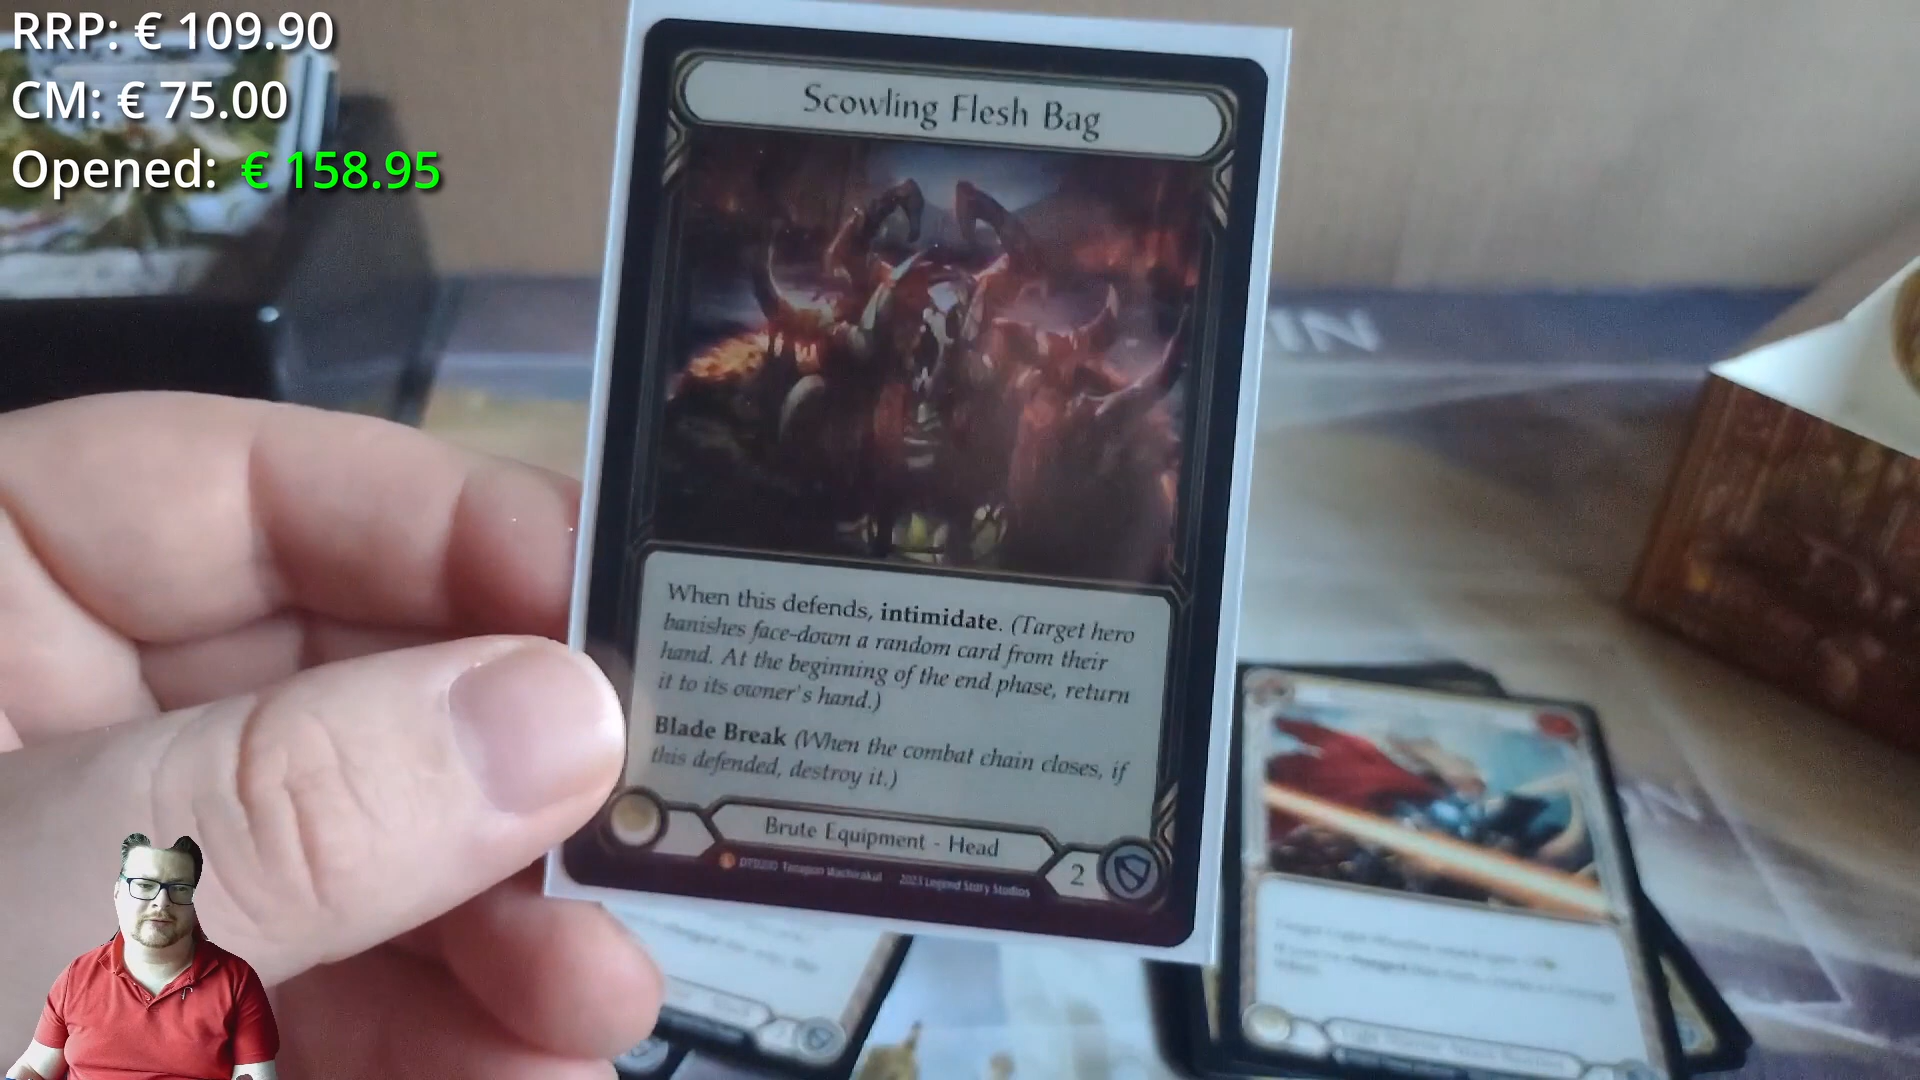 RRP: € 109.90
CM: € 75.00
Opened: € 158.95
Scowling Flesh Bag
When this defends, intimidate. (Target hero
banishes face-down a random card from their
hand. At the beginning of the end phase, return
it to its owner's hand.)
Blade Break (When the combat chain closes, if
this defended, destroy it.)
Brute Equipment - Head
2
2023 Legend Story Studios
IN